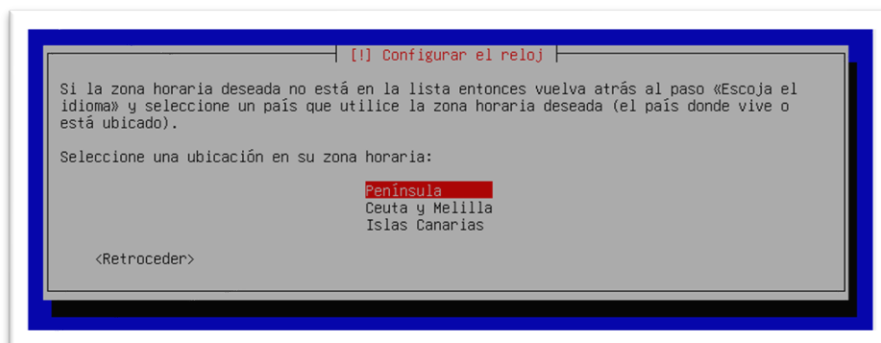 [!] Configurar el reloj
Si la zona horaria deseada no está en la lista entonces vuelva atrás al paso «Escoja el
idioma» y seleccione un país que utilice la zona horaria deseada (el país donde vive o
está ubicado).
Seleccione una ubicación en su zona horaria:
Península
Ceuta y Melilla
Islas Canarias
<Retroceder>